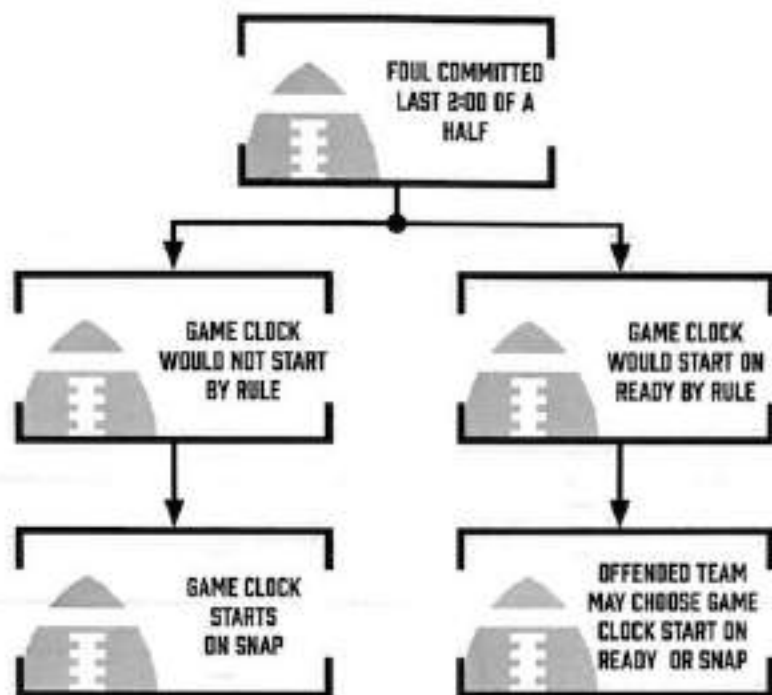 FOUL COMMITTED
LAST 2:00 OF A
HALF
GAME CLOCK
WOULD NOT START
BY RULE
GAME CLOCK
WOULD START ON
READY BY RULE
GAME CLOCK
STARTS
ON SNAP
OFFENDED TEAM
MAY CHOOSE GAME
CLOCK START ON
READY OR SNAP